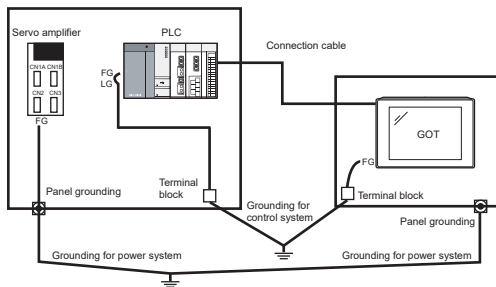 Servo amplifier
PLC
Connection cable
CN1A CN1B
CN2 CN3
FG
FG
LG
GOT
FG
Panel grounding
Terminal
block
Grounding for
control system
Terminal block
Panel grounding
Grounding for power system
Grounding for power system